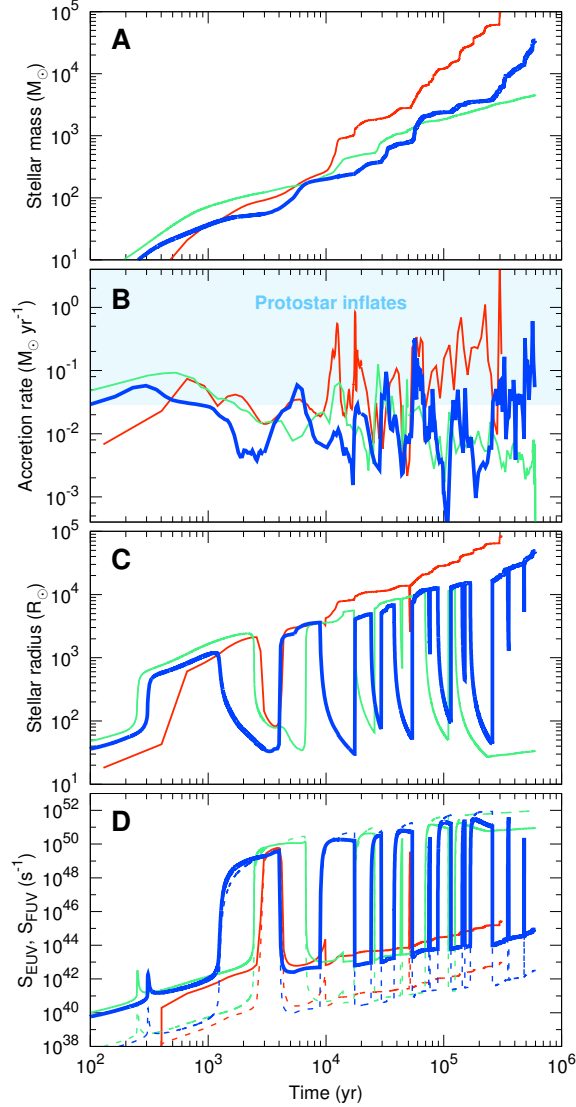 A
Stellar mass (M☉)
10⁵
10⁴
10³
10²
10¹
B
Protostar inflates
Accretion rate (M☉ yr⁻¹)
10⁰
10⁻¹
10⁻²
10⁻³
C
Stellar radius (R☉)
10⁵
10⁴
10³
10²
10¹
D
S_EUV, S_FUV (s⁻¹)
10⁵²
10⁵⁰
10⁴⁸
10⁴⁶
10⁴⁴
10⁴²
10⁴⁰
10³⁸
10² 10³ 10⁴ 10⁵ 10⁶
Time (yr)